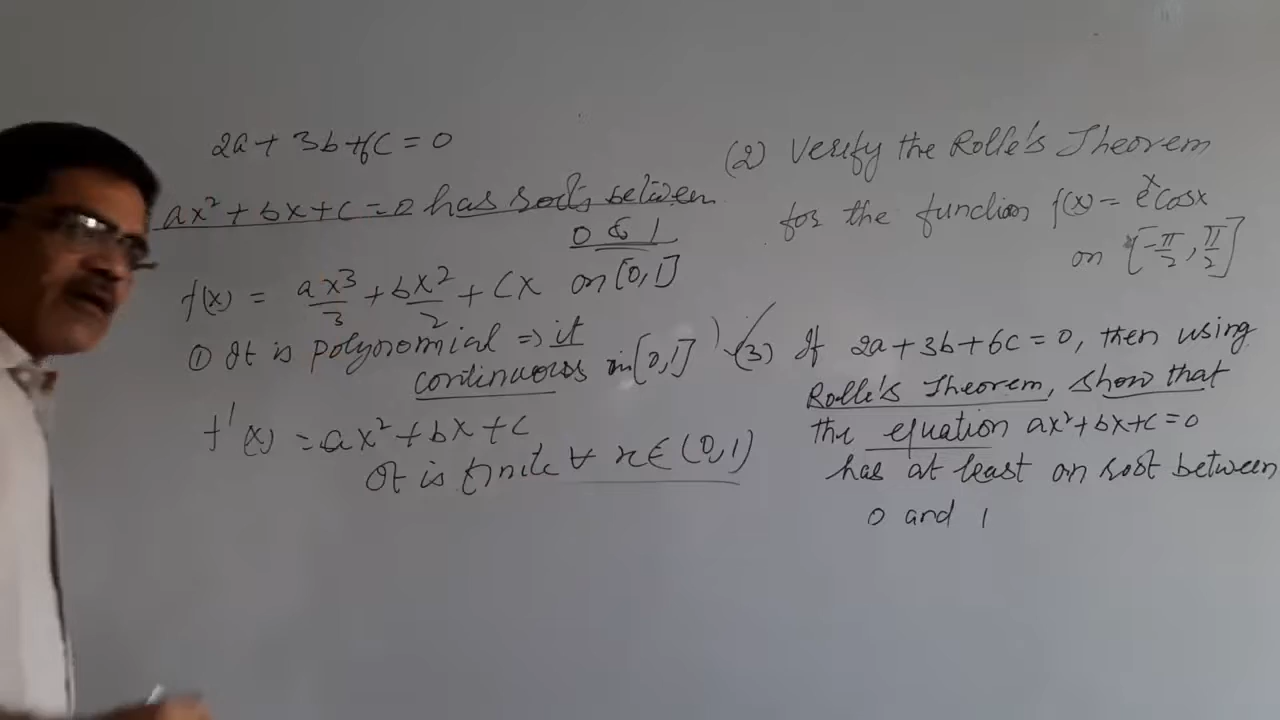 2a + 3b + 6c = 0
ax² + bx + c = 0 has roots between
0 & 1
f(x) = ax³/3 + bx²/2 + cx on [0,1]
① It is polynomial ⇒ it
continuous in [0,1]
f'(x) = ax² + bx + c
It is finite ∀ x ∈ (0,1)
(2) Verify the Rolle's Theorem
for the function f(x) = eˣcosx
on [-π/2, π/2]
(3) If 2a + 3b + 6c = 0, then using
Rolle's Theorem, show that
the equation ax² + bx + c = 0
has at least on root between
0 and 1